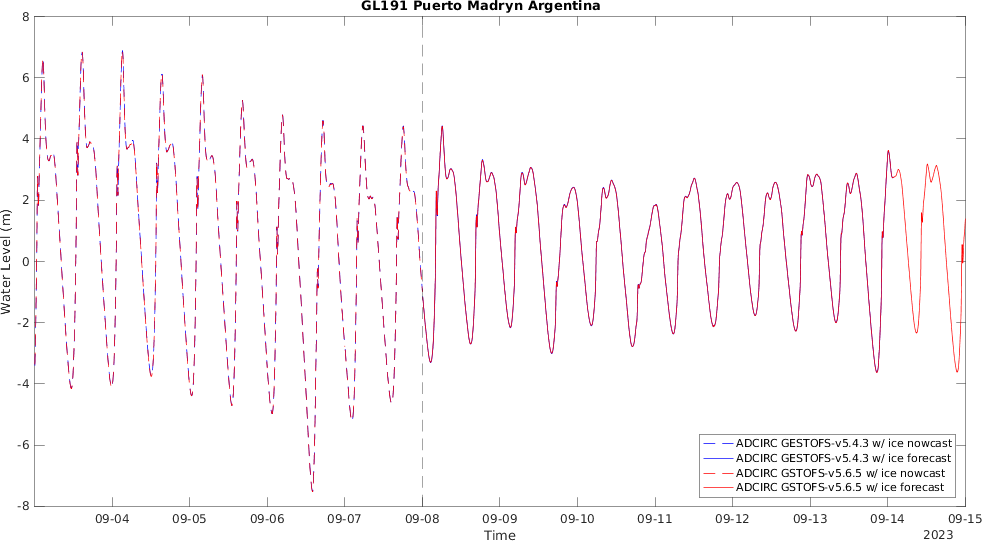 GL191 Puerto Madryn Argentina
8
6
4
2
0
-2
-4
-6
-8
Water Level (m)
ADCIRC GESTOFS-v5.4.3 w/ ice nowcast
ADCIRC GESTOFS-v5.4.3 w/ ice forecast
ADCIRC GSTOFS-v5.6.5 w/ ice nowcast
ADCIRC GSTOFS-v5.6.5 w/ ice forecast
09-04 09-05 09-06 09-07 09-08 09-09 09-10 09-11 09-12 09-13 09-14 09-15
Time
2023